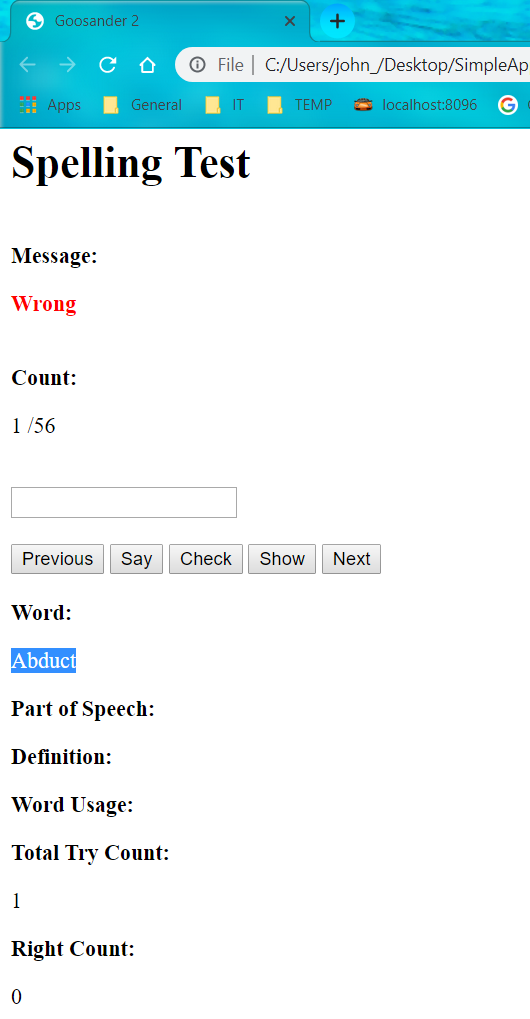 Goosander 2
File | C:/Users/john_/Desktop/SimpleAp
Apps General IT TEMP localhost:8096
Spelling Test
Message:
Wrong
Count:
1 /56
Previous Say Check Show Next
Word:
Abduct
Part of Speech:
Definition:
Word Usage:
Total Try Count:
1
Right Count:
0